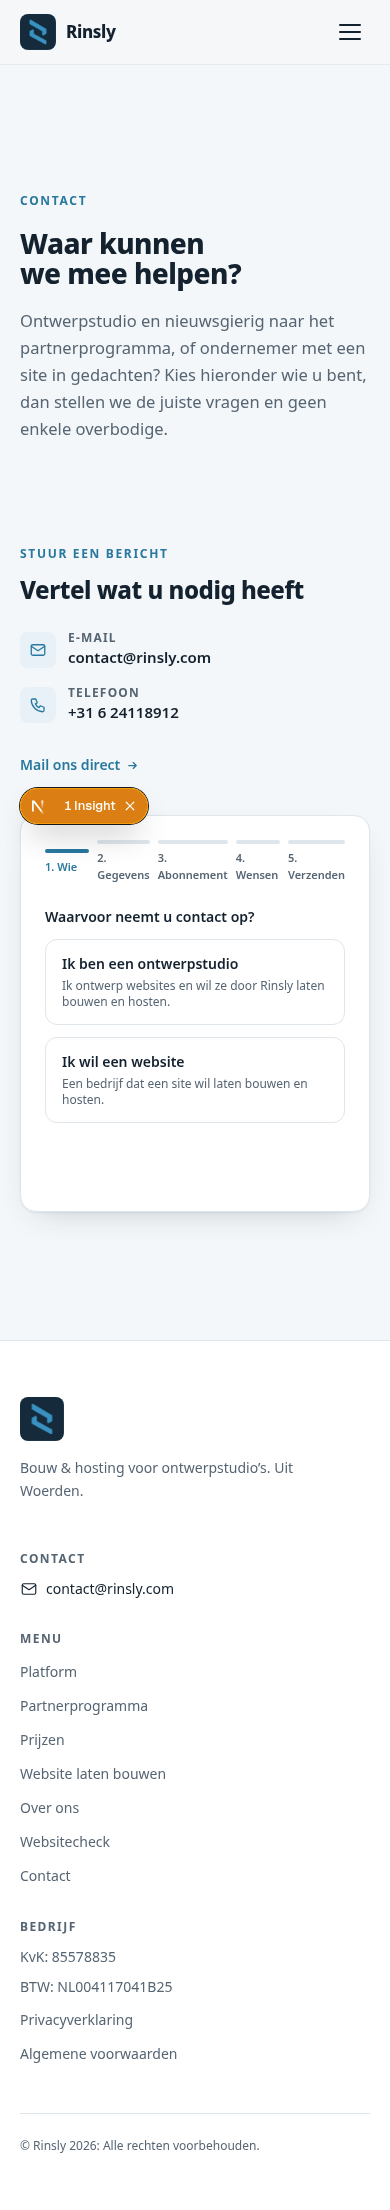 Rinsly
CONTACT
Waar kunnen
we mee helpen?
Ontwerpstudio en nieuwsgierig naar het
partnerprogramma, of ondernemer met een
site in gedachten? Kies hieronder wie u bent,
dan stellen we de juiste vragen en geen
enkele overbodige.
STUUR EEN BERICHT
Vertel wat u nodig heeft
E-MAIL
contact@rinsly.com
TELEFOON
+31 6 24118912
Mail ons direct →
N 1 Insight ×
1. Wie
2. Gegevens
3. Abonnement
4. Wensen
5. Verzenden
Waarvoor neemt u contact op?
Ik ben een ontwerpstudio
Ik ontwerp websites en wil ze door Rinsly laten
bouwen en hosten.
Ik wil een website
Een bedrijf dat een site wil laten bouwen en
hosten.
Bouw & hosting voor ontwerpstudio’s. Uit
Woerden.
CONTACT
contact@rinsly.com
MENU
Platform
Partnerprogramma
Prijzen
Website laten bouwen
Over ons
Websitecheck
Contact
BEDRIJF
KvK: 85578835
BTW: NL004117041B25
Privacyverklaring
Algemene voorwaarden
© Rinsly 2026: Alle rechten voorbehouden.